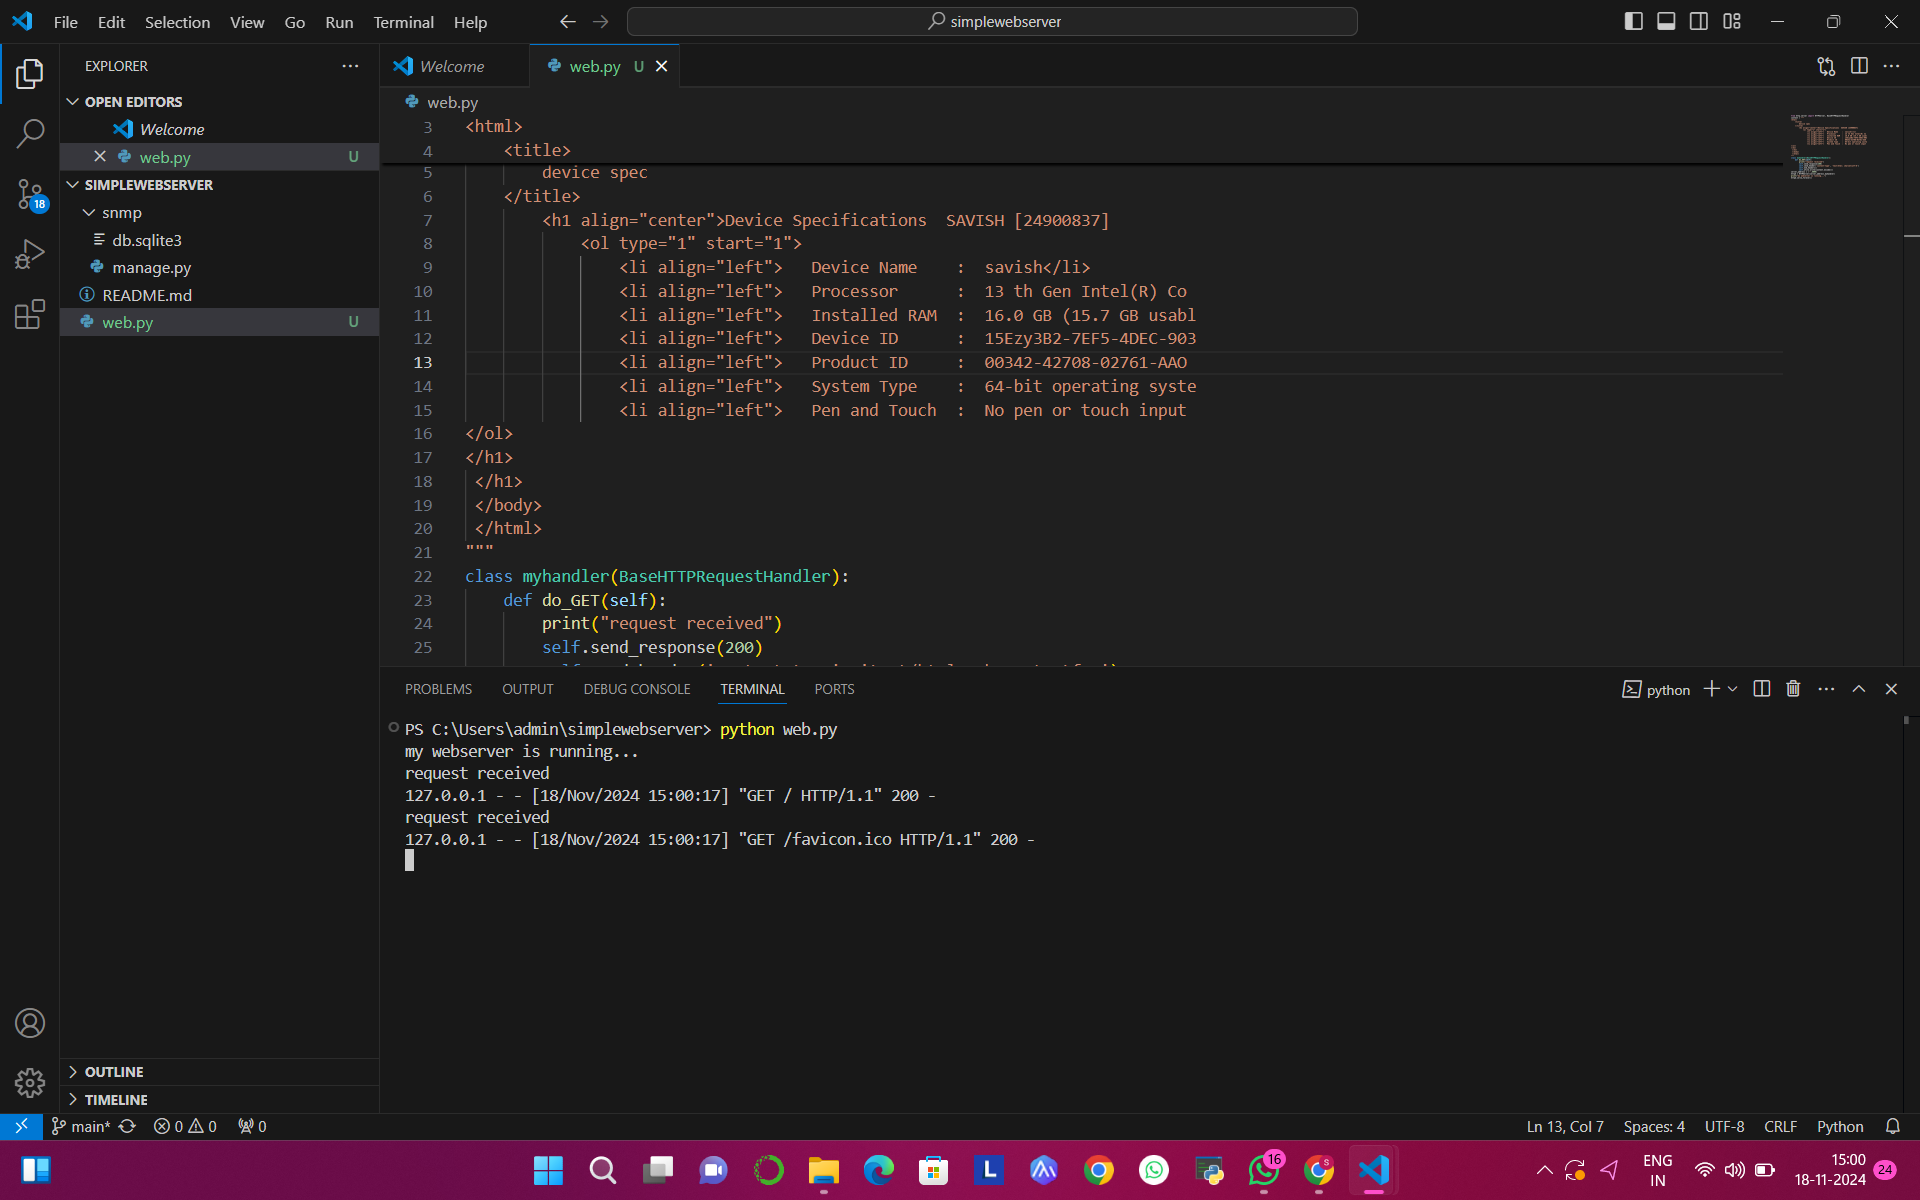 File Edit Selection View Go Run Terminal Help
simplewebserver
EXPLORER
OPEN EDITORS
Welcome
web.py U
18
SIMPLEWEBSERVER
snmp
db.sqlite3
manage.py
README.md
web.py U
OUTLINE
TIMELINE
Welcome
web.py U
web.py
3 <html>
4 <title>
5 device spec
6 </title>
7 <h1 align="center">Device Specifications  SAVISH [24900837]
8 <ol type="1" start="1">
9 <li align="left">   Device Name    :  savish</li>
10 <li align="left">   Processor      :  13 th Gen Intel(R) Co
11 <li align="left">   Installed RAM  :  16.0 GB (15.7 GB usabl
12 <li align="left">   Device ID      :  15Ezy3B2-7EF5-4DEC-903
13 <li align="left">   Product ID     :  00342-42708-02761-AAO
14 <li align="left">   System Type    :  64-bit operating syste
15 <li align="left">   Pen and Touch  :  No pen or touch input
16 </ol>
17 </h1>
18 </h1>
19 </body>
20 </html>
21 """
22 class myhandler(BaseHTTPRequestHandler):
23 def do_GET(self):
24 print("request received")
25 self.send_response(200)
PROBLEMS OUTPUT DEBUG CONSOLE TERMINAL PORTS
python
PS C:\Users\admin\simplewebserver> python web.py
my webserver is running...
request received
127.0.0.1 - - [18/Nov/2024 15:00:17] "GET / HTTP/1.1" 200 -
request received
127.0.0.1 - - [18/Nov/2024 15:00:17] "GET /favicon.ico HTTP/1.1" 200 -
main* 0 0 0
Ln 13, Col 7 Spaces: 4 UTF-8 CRLF Python
L
16
S
ENG
IN
15:00
18-11-2024
24